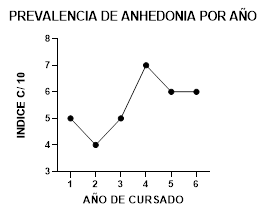 PREVALENCIA DE ANHEDONIA POR AÑO
INDICE C/ 10
8
7
6
5
4
3
1 2 3 4 5 6
AÑO DE CURSADO